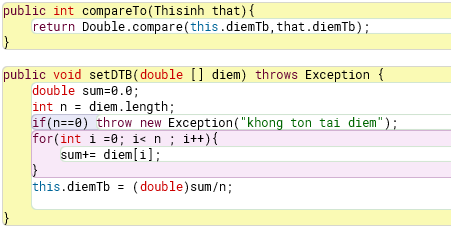 public int compareTo(Thisinh that){
return Double.compare(this.diemTb,that.diemTb);
}
public void setDTB(double [] diem) throws Exception {
double sum=0.0;
int n = diem.length;
if(n==0) throw new Exception("khong ton tai diem");
for(int i =0; i< n ; i++){
sum+= diem[i];
}
this.diemTb = (double)sum/n;
}